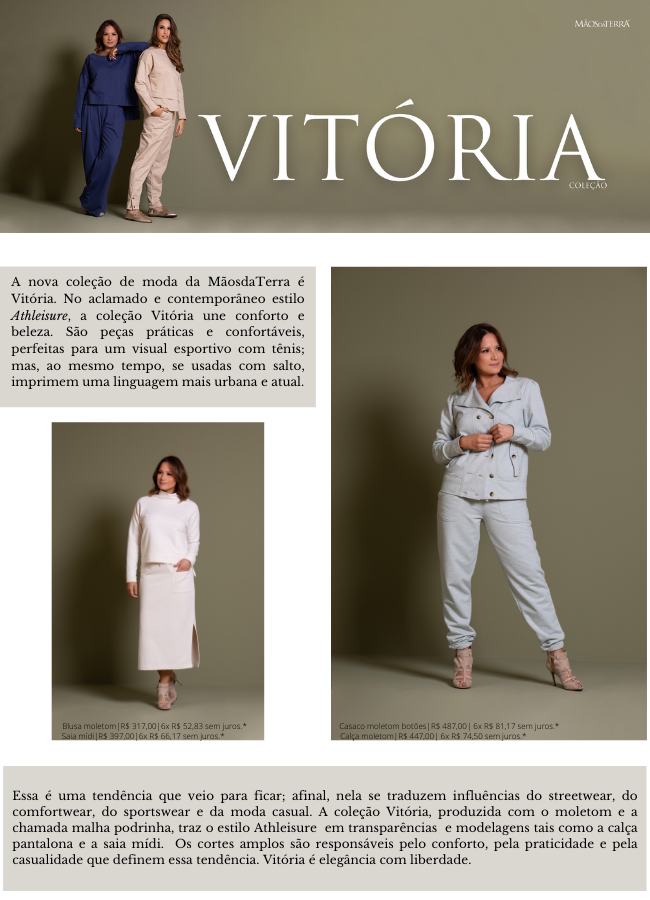 MÃOSDATERRA
VITÓRIA
COLEÇÃO
A nova coleção de moda da MãosdaTerra é
Vitória. No aclamado e contemporâneo estilo
Athleisure, a coleção Vitória une conforto e
beleza. São peças práticas e confortáveis,
perfeitas para um visual esportivo com tênis;
mas, ao mesmo tempo, se usadas com salto,
imprimem uma linguagem mais urbana e atual.
Blusa moletom|R$ 317,00|6x R$ 52,83 sem juros.*
Saia mídi|R$ 397,00|6x R$ 66,17 sem juros.*
Casaco moletom botões|R$ 487,00| 6x R$ 81,17 sem juros.*
Calça moletom|R$ 447,00| 6x R$ 74,50 sem juros.*
Essa é uma tendência que veio para ficar; afinal, nela se traduzem influências do streetwear, do
comfortwear, do sportswear e da moda casual. A coleção Vitória, produzida com o moletom e a
chamada malha podrinha, traz o estilo Athleisure em transparências e modelagens tais como a calça
pantalona e a saia mídi. Os cortes amplos são responsáveis pelo conforto, pela praticidade e pela
casualidade que definem essa tendência. Vitória é elegância com liberdade.